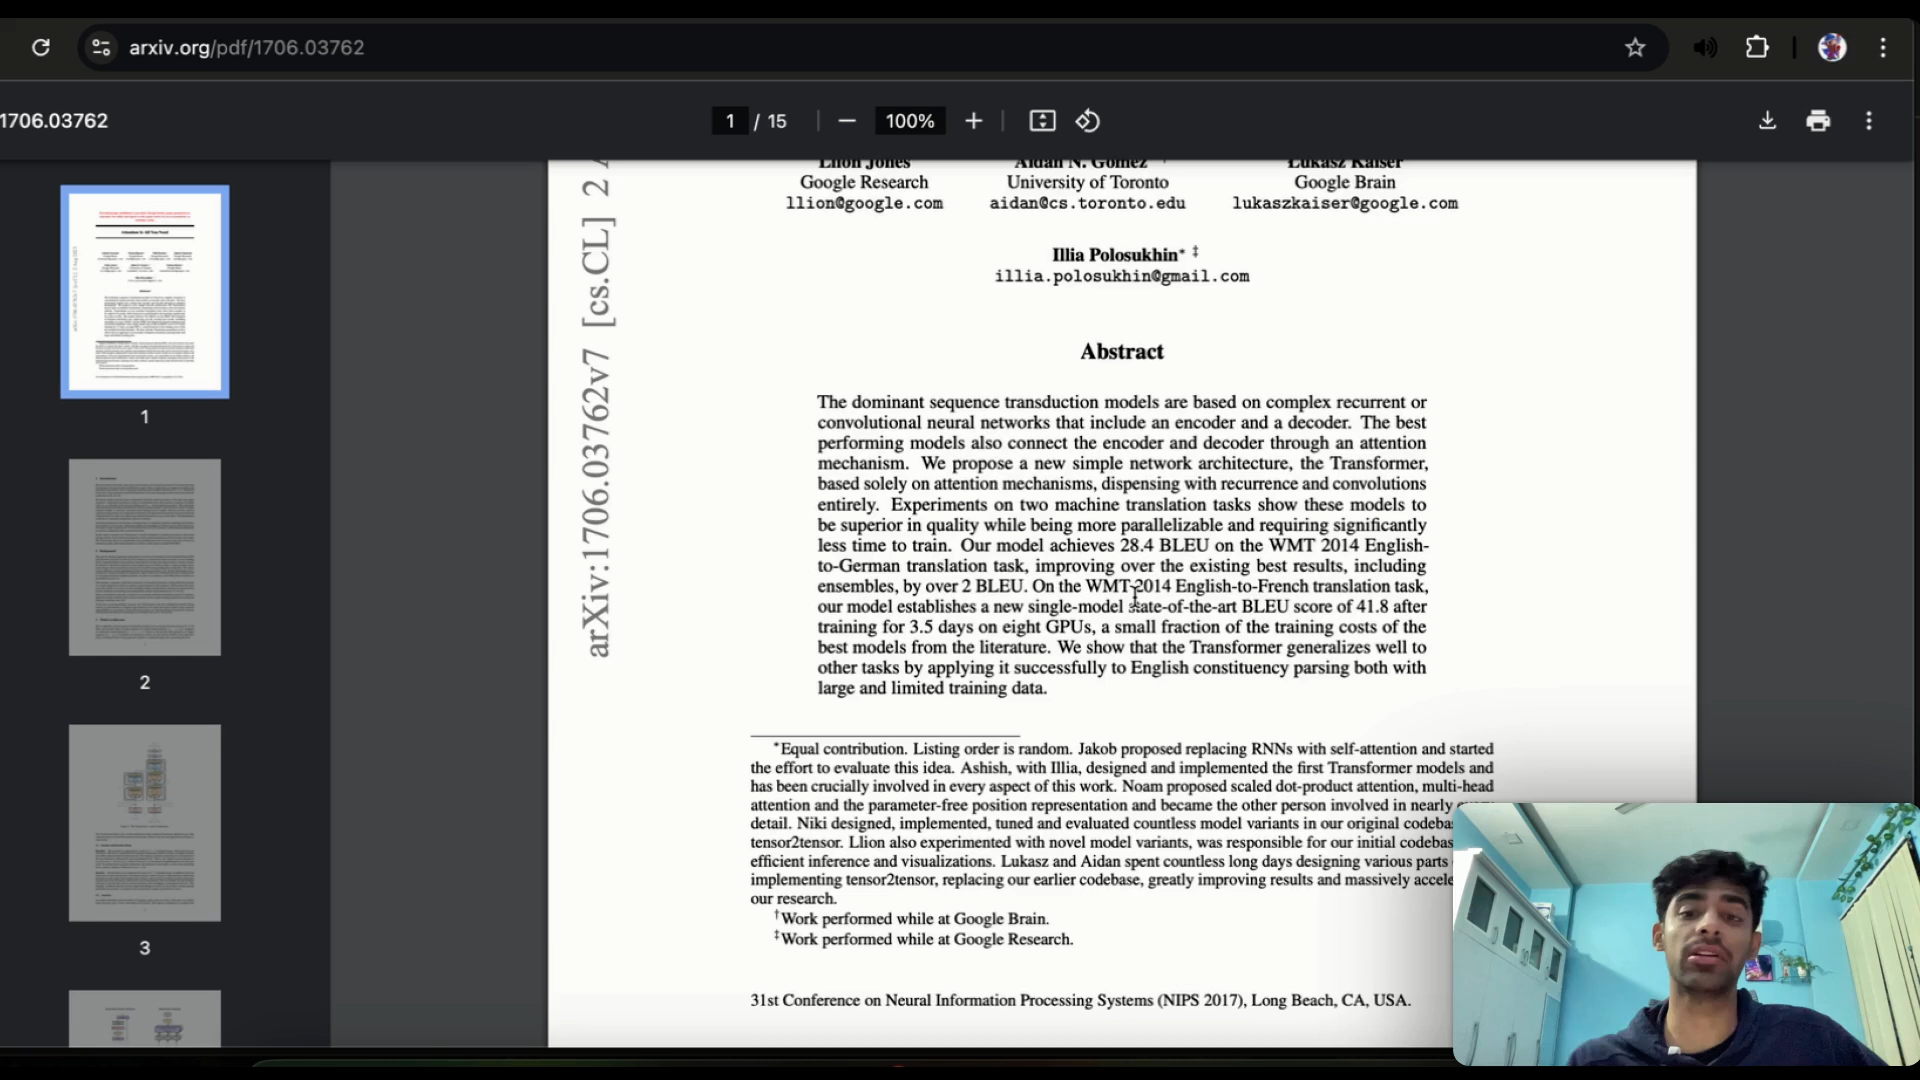 arxiv.org/pdf/1706.03762
1706.03762
1 / 15
100%
Llion Jones
Aidan N. Gomez
Łukasz Kaiser
Google Research
University of Toronto
Google Brain
llion@google.com
aidan@cs.toronto.edu
lukaszkaiser@google.com
Illia Polosukhin* ‡
illia.polosukhin@gmail.com
arXiv:1706.03762v7 [cs.CL] 2
Abstract
The dominant sequence transduction models are based on complex recurrent or
convolutional neural networks that include an encoder and a decoder. The best
performing models also connect the encoder and decoder through an attention
mechanism. We propose a new simple network architecture, the Transformer,
based solely on attention mechanisms, dispensing with recurrence and convolutions
entirely. Experiments on two machine translation tasks show these models to
be superior in quality while being more parallelizable and requiring significantly
less time to train. Our model achieves 28.4 BLEU on the WMT 2014 English-
to-German translation task, improving over the existing best results, including
ensembles, by over 2 BLEU. On the WMT 2014 English-to-French translation task,
our model establishes a new single-model state-of-the-art BLEU score of 41.8 after
training for 3.5 days on eight GPUs, a small fraction of the training costs of the
best models from the literature. We show that the Transformer generalizes well to
other tasks by applying it successfully to English constituency parsing both with
large and limited training data.
*Equal contribution. Listing order is random. Jakob proposed replacing RNNs with self-attention and started
the effort to evaluate this idea. Ashish, with Illia, designed and implemented the first Transformer models and
has been crucially involved in every aspect of this work. Noam proposed scaled dot-product attention, multi-head
attention and the parameter-free position representation and became the other person involved in nearly every
detail. Niki designed, implemented, tuned and evaluated countless model variants in our original codeba
tensor2tensor. Llion also experimented with novel model variants, was responsible for our initial codebas
efficient inference and visualizations. Lukasz and Aidan spent countless long days designing various parts
implementing tensor2tensor, replacing our earlier codebase, greatly improving results and massively accele
our research.
†Work performed while at Google Brain.
‡Work performed while at Google Research.
31st Conference on Neural Information Processing Systems (NIPS 2017), Long Beach, CA, USA.
1
2
3